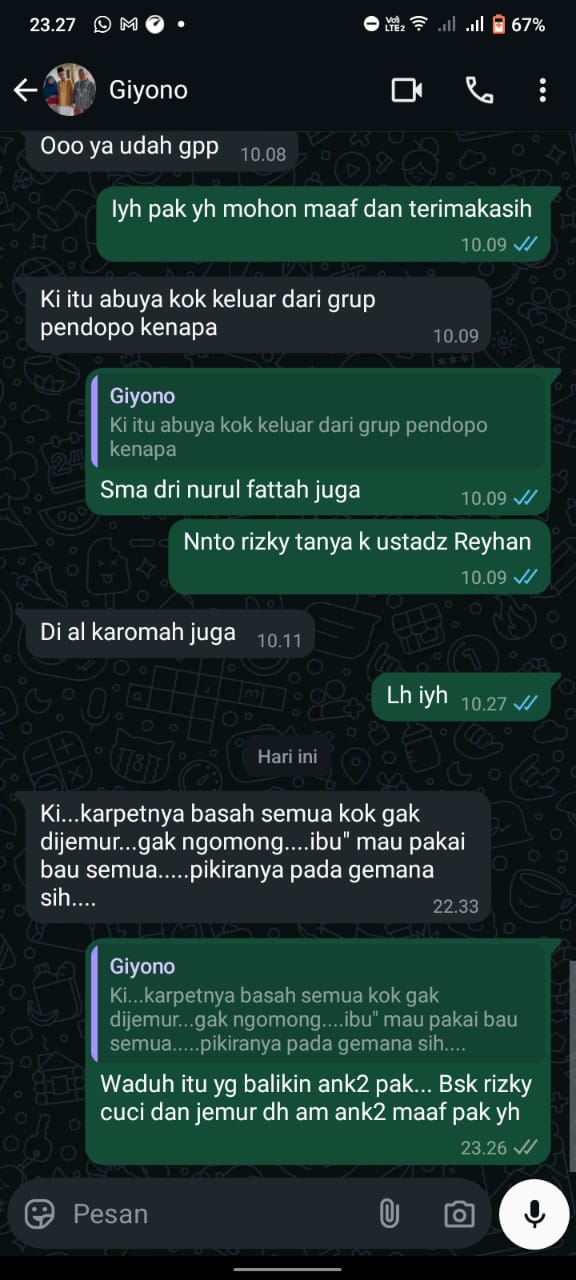 23.27
Vo)
LTE2
67%
Giyono
Ooo ya udah gpp 10.08
Iyh pak yh mohon maaf dan terimakasih
10.09
Ki itu abuya kok keluar dari grup
pendopo kenapa
10.09
Giyono
Ki itu abuya kok keluar dari grup pendopo
kenapa
Sma dri nurul fattah juga 10.09
Nnto rizky tanya k ustadz Reyhan
10.09
Di al karomah juga 10.11
Lh iyh 10.27
Hari ini
Ki...karpetnya basah semua kok gak
dijemur...gak ngomong....ibu" mau pakai
bau semua.....pikiranya pada gemana
sih....
22.33
Giyono
Ki...karpetnya basah semua kok gak
dijemur...gak ngomong....ibu" mau pakai bau
semua.....pikiranya pada gemana sih....
Waduh itu yg balikin ank2 pak... Bsk rizky
cuci dan jemur dh am ank2 maaf pak yh
23.26
Pesan